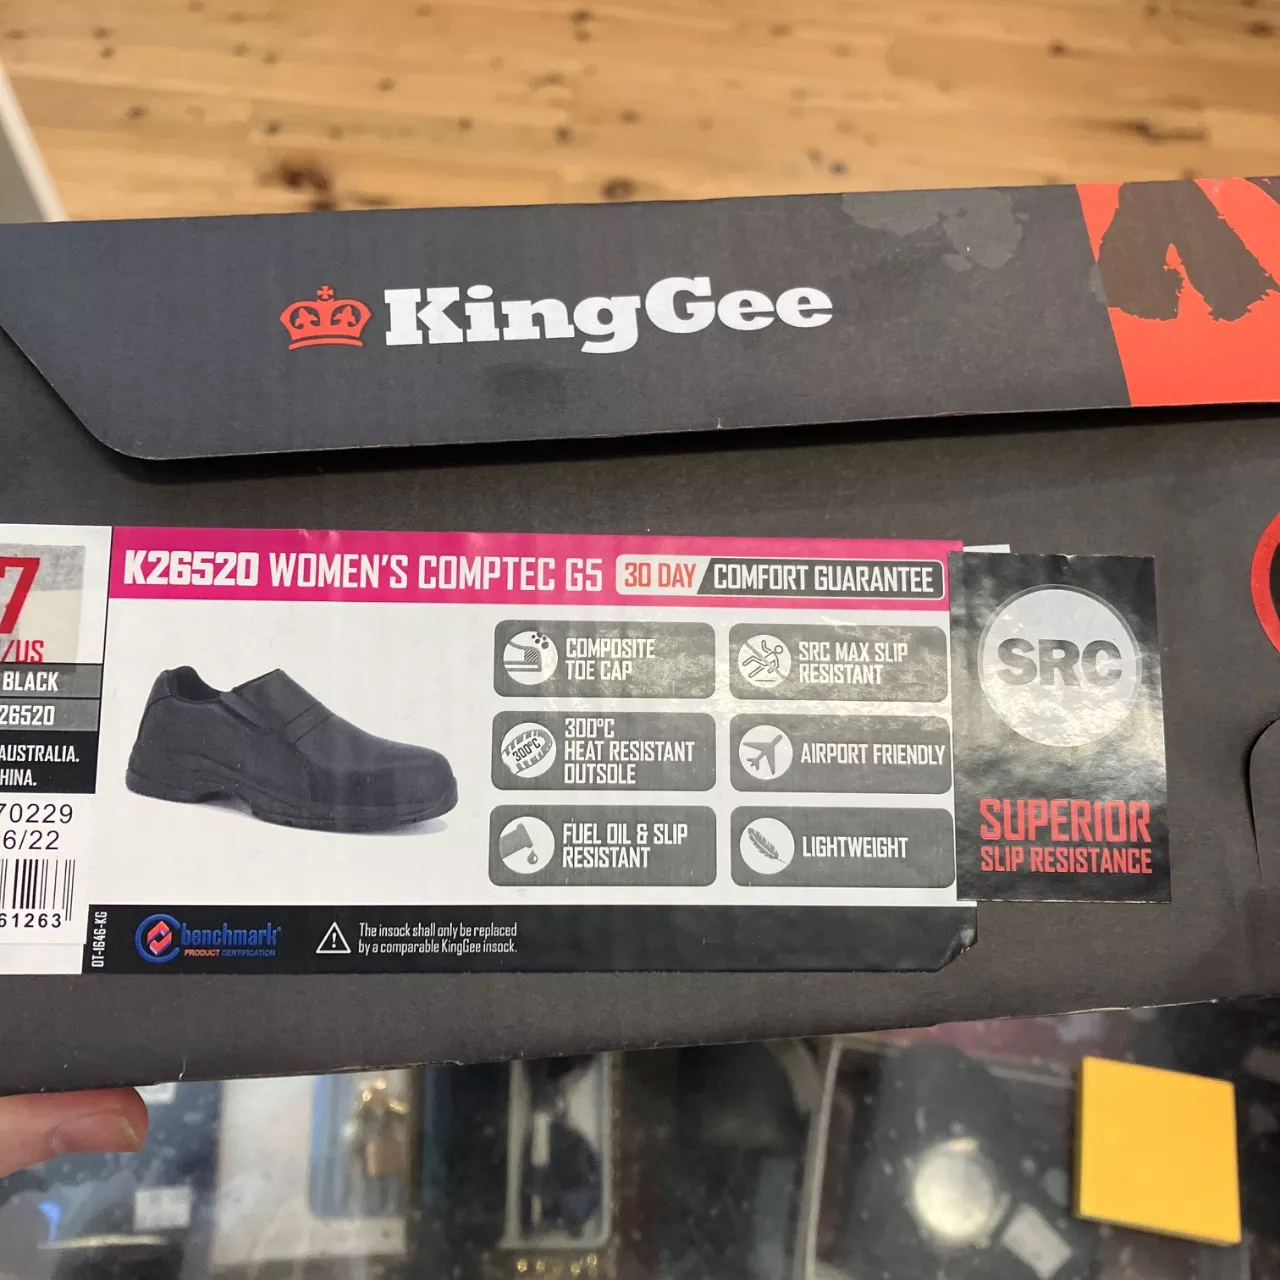 KingGee
7
/US
BLACK
26520
AUSTRALIA.
HINA.
70229
6/22
61263
K26520 WOMEN'S COMPTEC G5 30 DAY/COMFORT GUARANTEE
COMPOSITE
TOE CAP
SRC MAX SLIP
RESISTANT
300°C
300°C
HEAT RESISTANT
OUTSOLE
AIRPORT FRIENDLY
FUEL OIL & SLIP
RESISTANT
LIGHTWEIGHT
QT-1646-KG
benchmark
PRODUCT CERTIFICATION
The insock shall only be replaced
by a comparable KingGee insock.
SRC
SUPERIOR
SLIP RESISTANCE